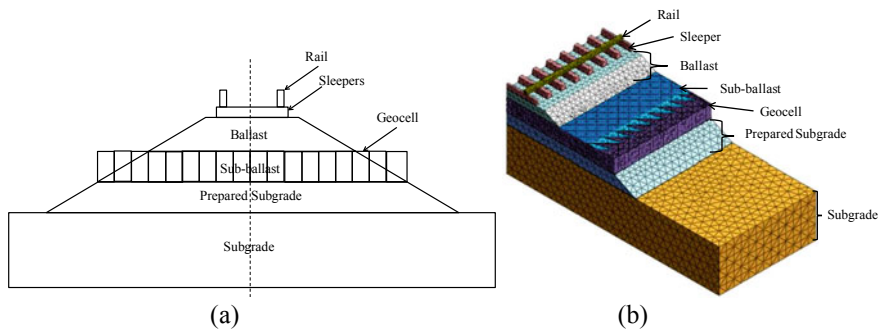 Rail
Sleepers
Ballast
Geocell
Sub-ballast
Prepared Subgrade
Subgrade
(a)
Rail
Sleeper
Ballast
Sub-ballast
Geocell
Prepared Subgrade
Subgrade
(b)